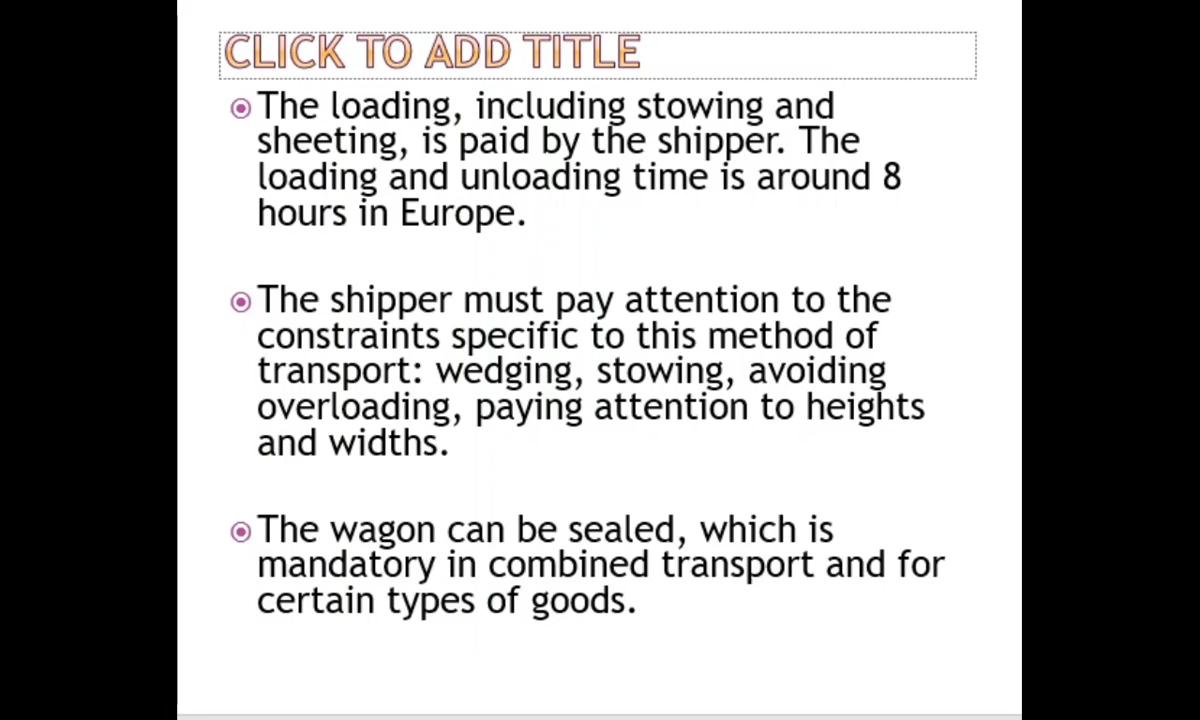 CLICK TO ADD TITLE
The loading, including stowing and
sheeting, is paid by the shipper. The
loading and unloading time is around 8
hours in Europe.
The shipper must pay attention to the
constraints specific to this method of
transport: wedging, stowing, avoiding
overloading, paying attention to heights
and widths.
The wagon can be sealed, which is
mandatory in combined transport and for
certain types of goods.